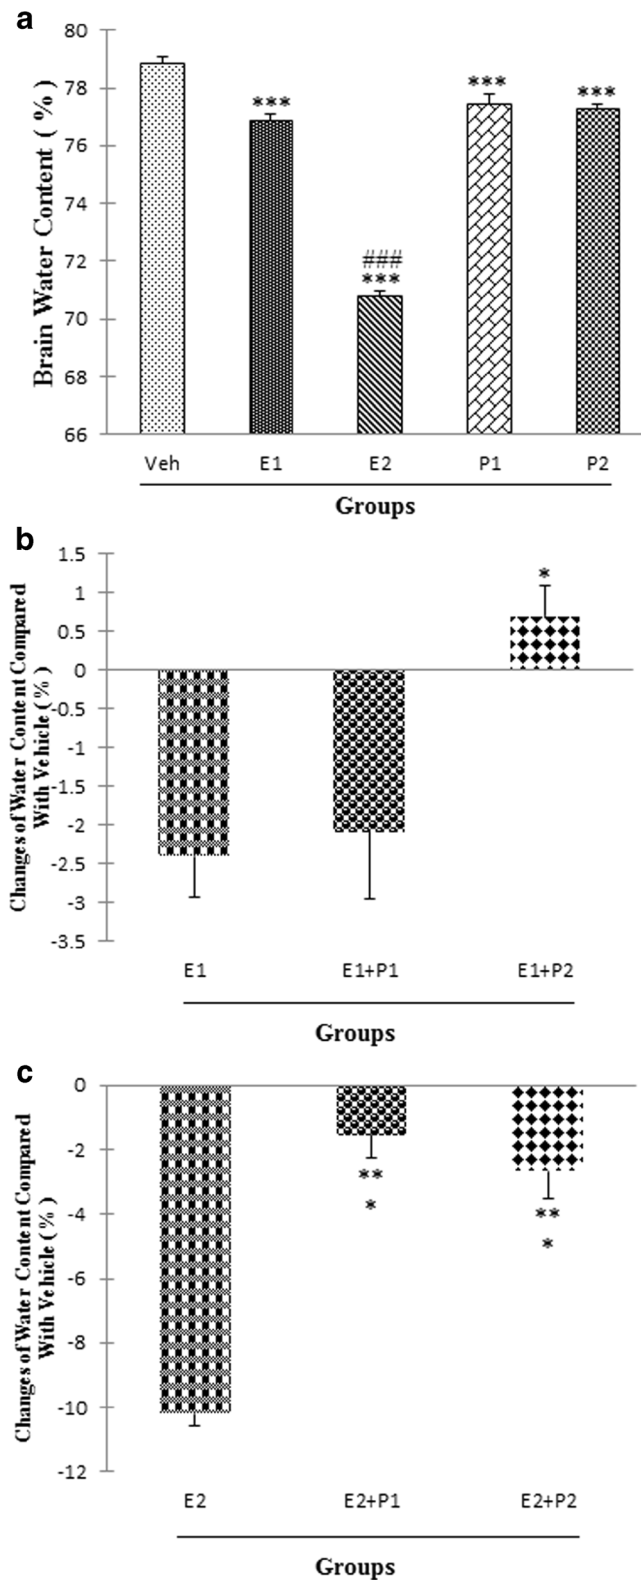 a
Brain Water Content ( % )
80
78
76
74
72
70
68
66
***
###
***
***
***
Veh E1 E2 P1 P2
Groups
b
Changes of Water Content Compared
With Vehicle ( % )
1.5
1
0.5
0
-0.5
-1
-1.5
-2
-2.5
-3
-3.5
*
E1 E1+P1 E1+P2
Groups
c
Changes of Water Content Compared
With Vehicle ( % )
0
-2
-4
-6
-8
-10
-12
**
*
**
*
E2 E2+P1 E2+P2
Groups